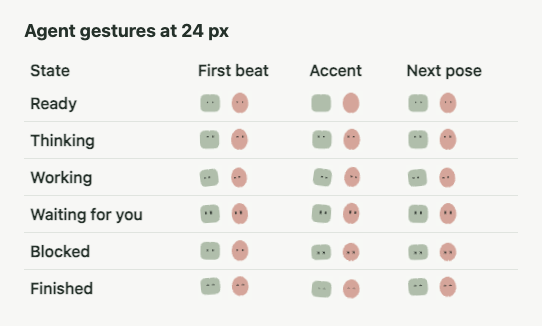 Agent gestures at 24 px
State First beat Accent Next pose
Ready
Thinking
Working
Waiting for you
Blocked
Finished